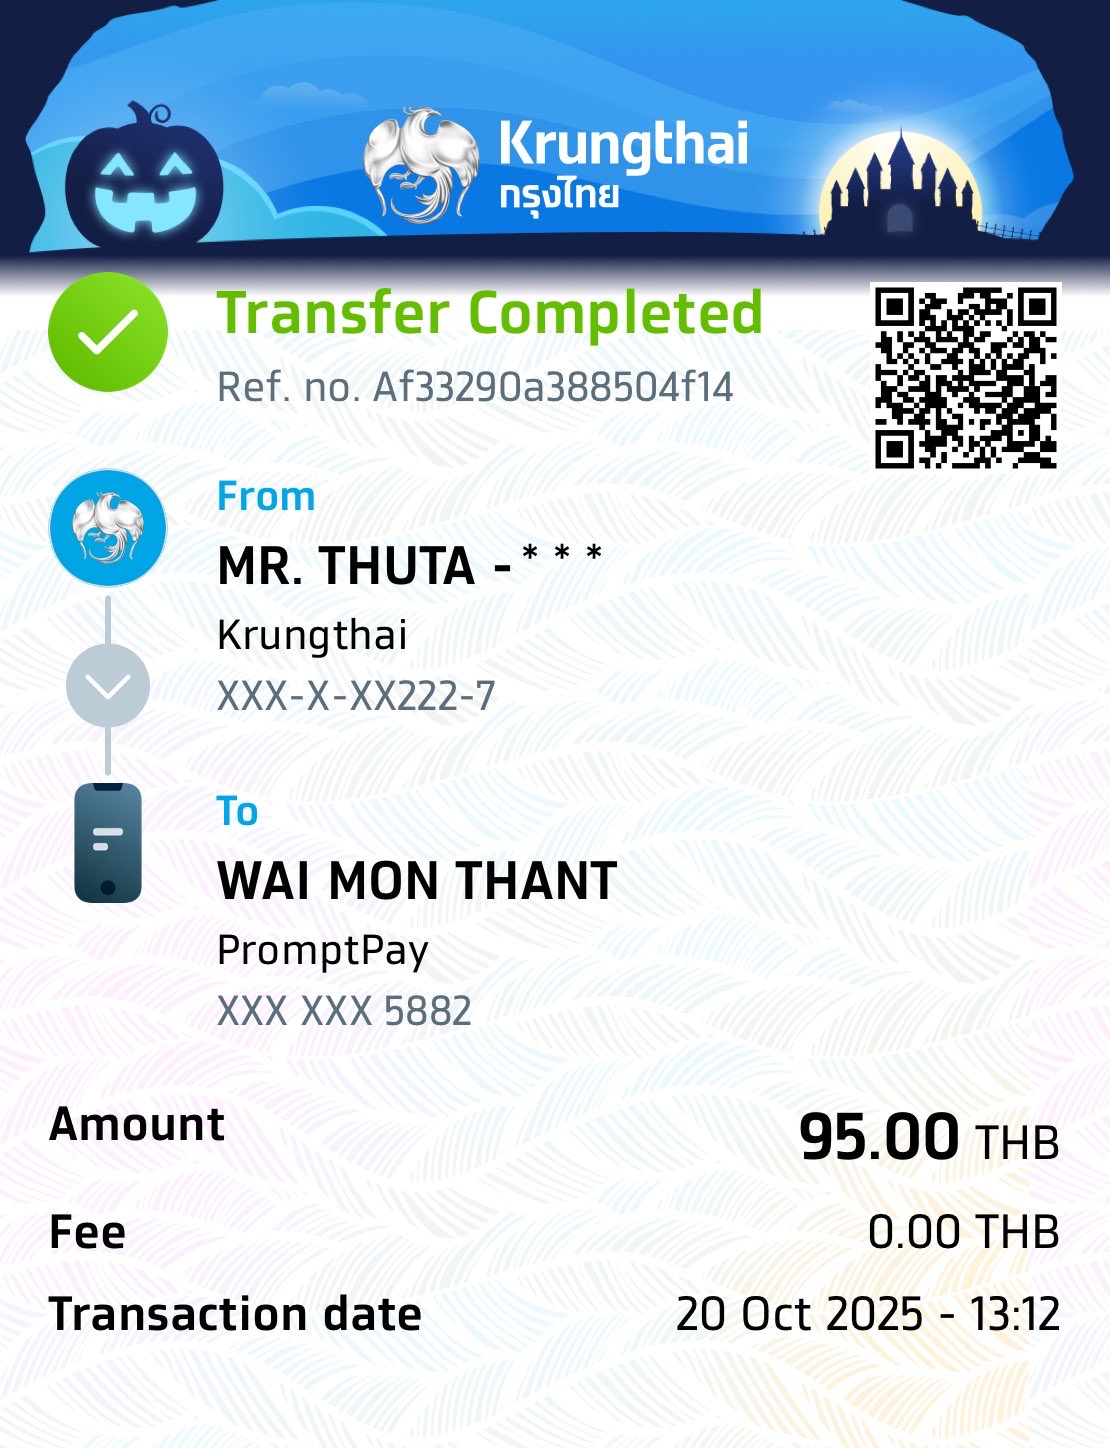 Krungthai
กรุงไทย
Transfer Completed
Ref. no. Af33290a388504f14
From
MR. THUTA - * * *
Krungthai
XXX-X-XX222-7
To
WAI MON THANT
PromptPay
XXX XXX 5882
Amount 95.00 THB
Fee 0.00 THB
Transaction date 20 Oct 2025 - 13:12